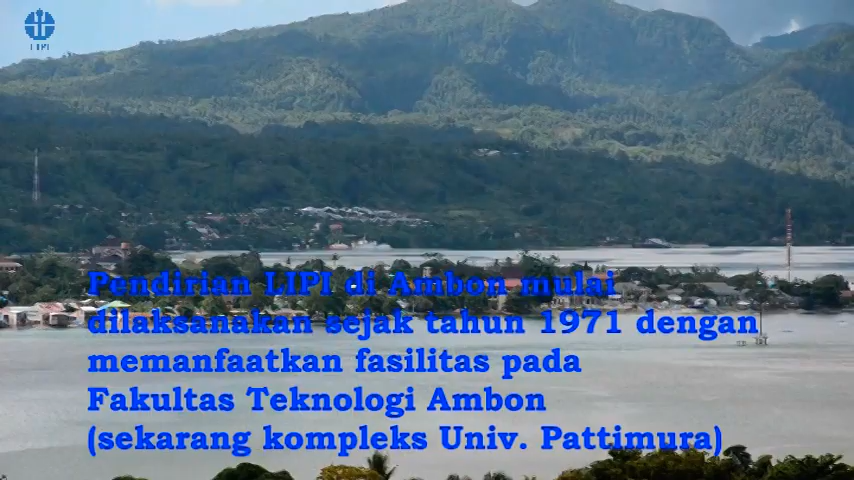 LIPI
Pendirian LIPI di Ambon mulai
dilaksanakan sejak tahun 1971 dengan
memanfaatkan fasilitas pada
Fakultas Teknologi Ambon
(sekarang kompleks Univ. Pattimura)